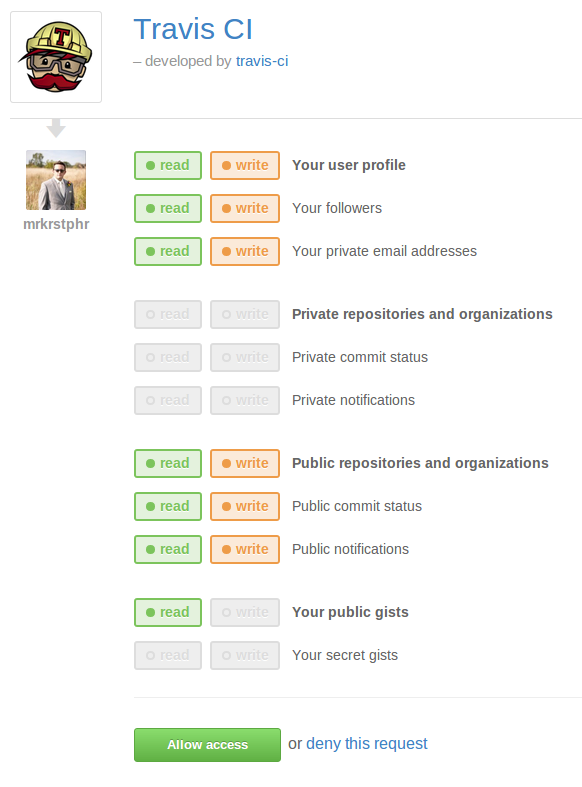 Travis CI
– developed by travis-ci
T
mrkrstphr
read write Your user profile
read write Your followers
read write Your private email addresses
read write Private repositories and organizations
read write Private commit status
read write Private notifications
read write Public repositories and organizations
read write Public commit status
read write Public notifications
read write Your public gists
read write Your secret gists
Allow access or deny this request